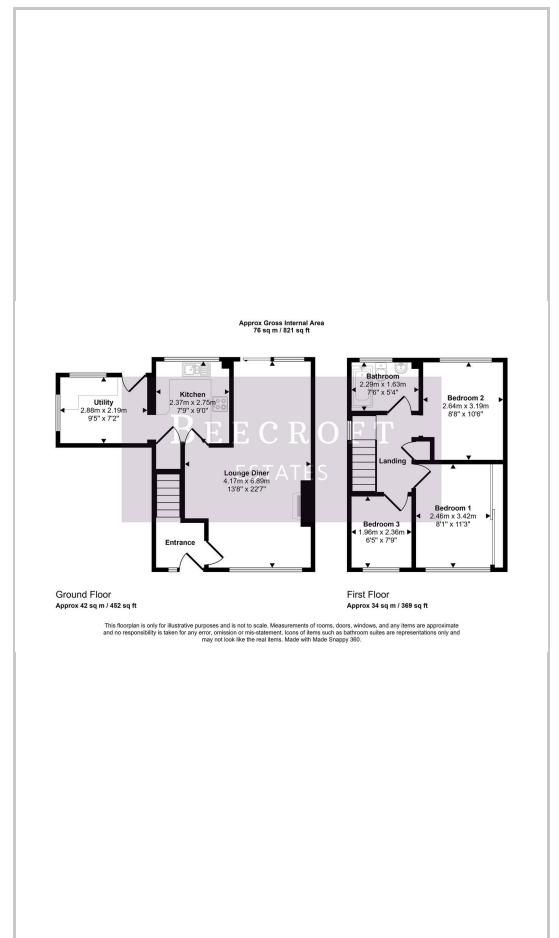 Approx Gross Internal Area
76 sq m / 821 sq ft
Utility
2.88m x 2.19m
9'5" x 7'2"
Kitchen
2.37m x 2.75m
7'9" x 9'0"
Lounge Diner
4.17m x 6.89m
13'8" x 22'7"
Entrance
Bathroom
2.29m x 1.63m
7'6" x 5'4"
Bedroom 2
2.64m x 3.19m
8'8" x 10'6"
Landing
Bedroom 1
2.46m x 3.42m
8'1" x 11'3"
Bedroom 3
1.96m x 2.36m
6'5" x 7'9"
BEECROFT
ESTATES
Ground Floor
Approx 42 sq m / 452 sq ft
First Floor
Approx 34 sq m / 369 sq ft
This floorplan is only for illustrative purposes and is not to scale. Measurements of rooms, doors, windows, and any items are approximate
and no responsibility is taken for any error, omission or mis-statement. Icons of items such as bathroom suites are representations only and
may not look like the real items. Made with Made Snappy 360.